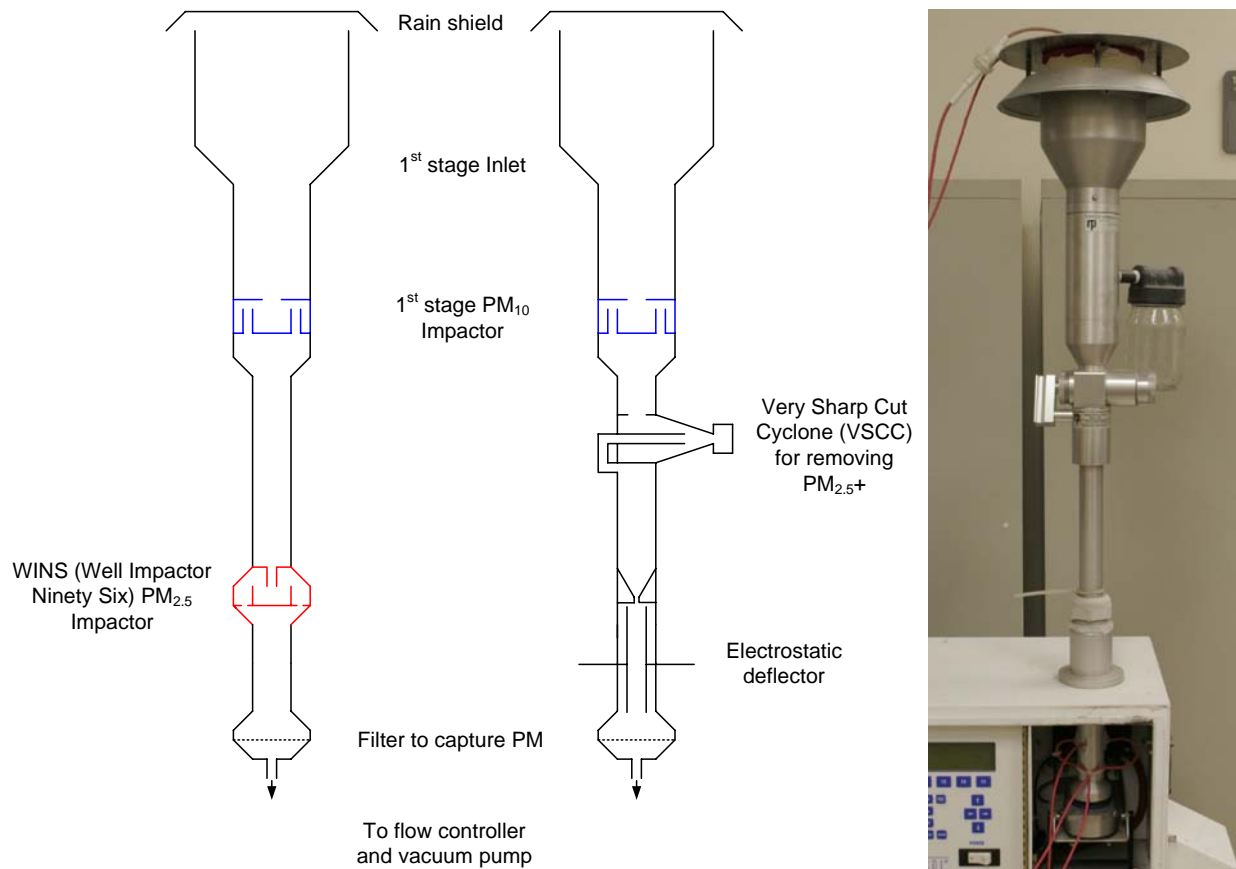 Rain shield
1st stage Inlet
1st stage PM10
Impactor
Very Sharp Cut
Cyclone (VSCC)
for removing
PM2.5+
WINS (Well Impactor
Ninety Six) PM2.5
Impactor
Electrostatic
deflector
Filter to capture PM
To flow controller
and vacuum pump